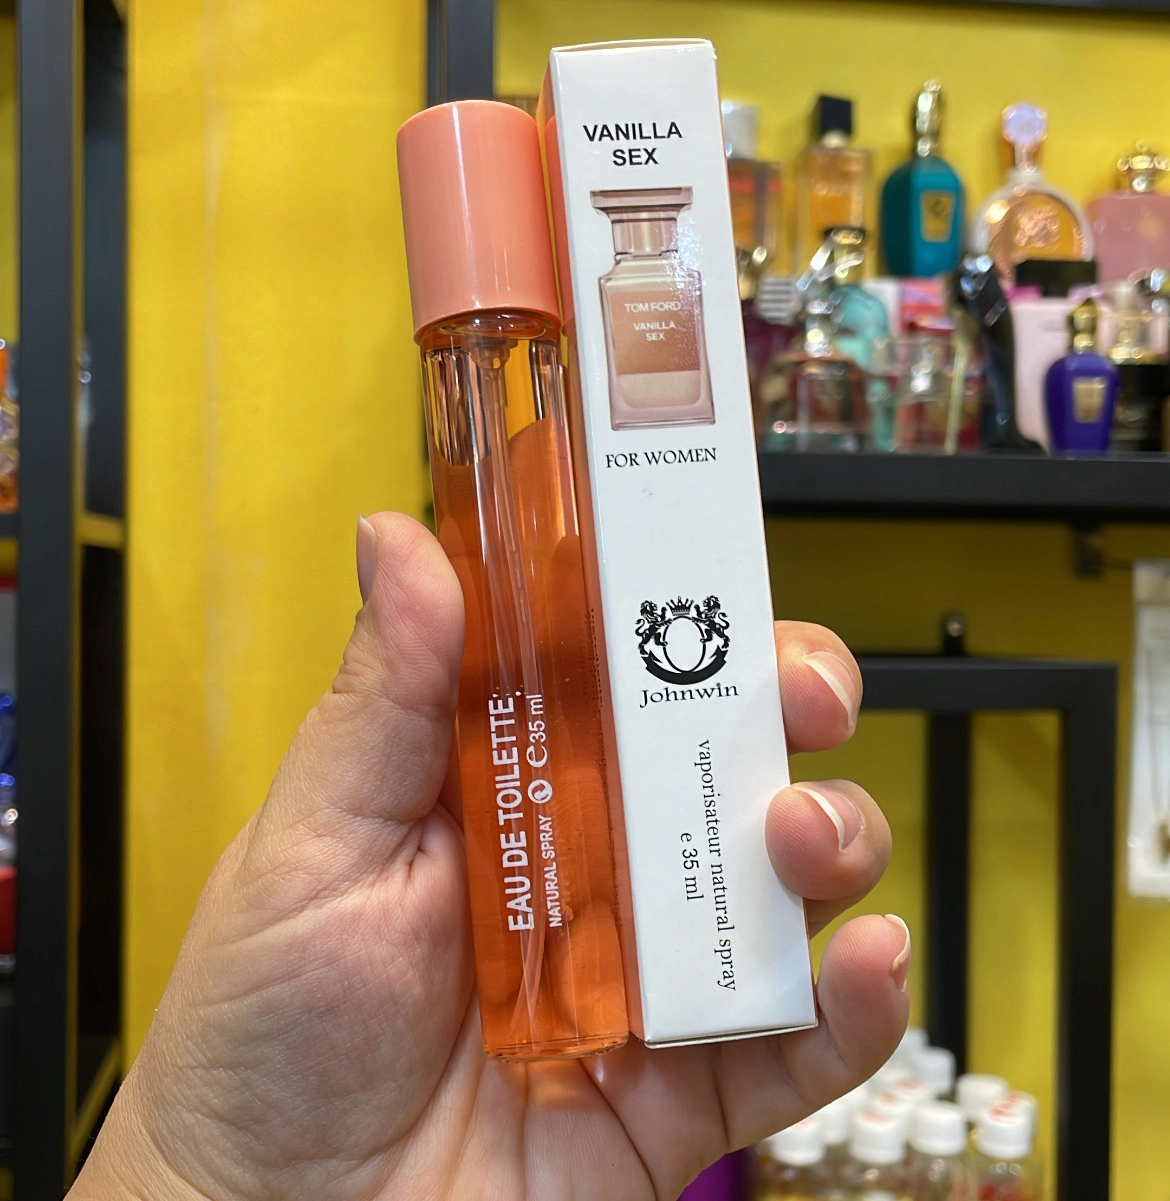 VANILLA
SEX
TOM FORD
VANILLA
SEX
FOR WOMEN
Johnwin
vaporisateur natural spray
e 35 ml
EAU DE TOILETTE
NATURAL SPRAY e 35 ml